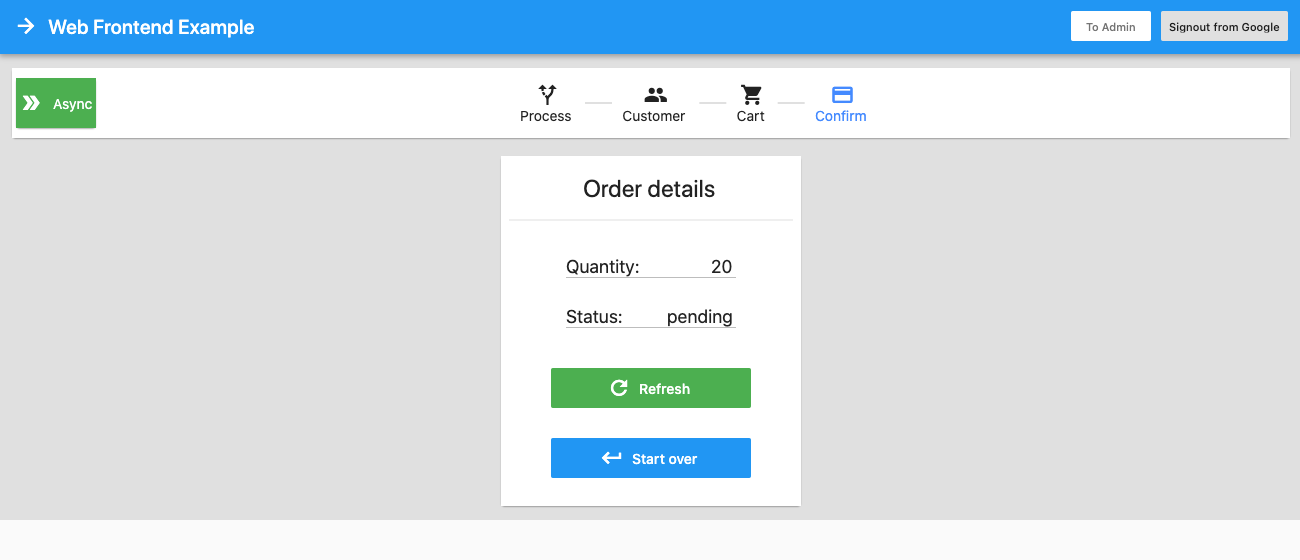 Web Frontend Example
To Admin
Signout from Google
Async
Process
Customer
Cart
Confirm
Order details
Quantity: 20
Status: pending
Refresh
Start over